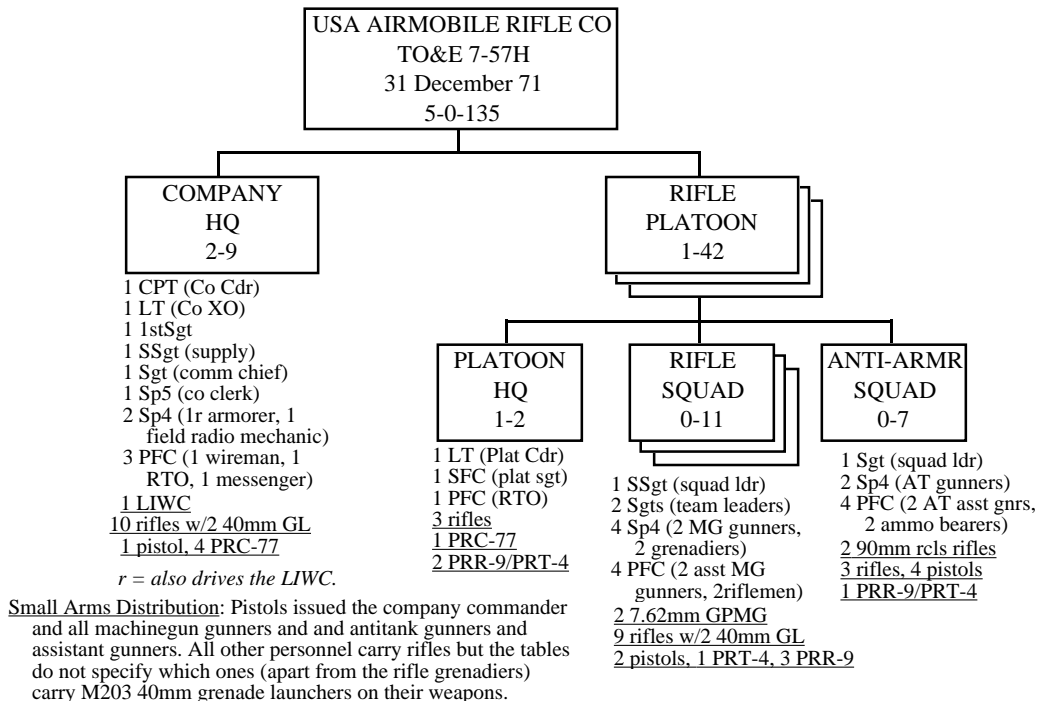 USA AIRMOBILE RIFLE CO
TO&E 7-57H
31 December 71
5-0-135
COMPANY
HQ
2-9
1 CPT (Co Cdr)
1 LT (Co XO)
1 1stSgt
1 SSgt (supply)
1 Sgt (comm chief)
1 Sp5 (co clerk)
2 Sp4 (1r armorer, 1
field radio mechanic)
3 PFC (1 wireman, 1
RTO, 1 messenger)
1 LIWC
10 rifles w/2 40mm GL
1 pistol, 4 PRC-77
r = also drives the LIWC.
RIFLE
PLATOON
1-42
PLATOON
HQ
1-2
1 LT (Plat Cdr)
1 SFC (plat sgt)
1 PFC (RTO)
3 rifles
1 PRC-77
2 PRR-9/PRT-4
RIFLE
SQUAD
0-11
1 SSgt (squad ldr)
2 Sgts (team leaders)
4 Sp4 (2 MG gunners,
2 grenadiers)
4 PFC (2 asst MG
gunners, 2riflemen)
2 7.62mm GPMG
9 rifles w/2 40mm GL
2 pistols, 1 PRT-4, 3 PRR-9
ANTI-ARMR
SQUAD
0-7
1 Sgt (squad ldr)
2 Sp4 (AT gunners)
4 PFC (2 AT asst gnrs,
2 ammo bearers)
2 90mm rcls rifles
3 rifles, 4 pistols
1 PRR-9/PRT-4
Small Arms Distribution: Pistols issued the company commander
and all machinegun gunners and and antitank gunners and
assistant gunners. All other personnel carry rifles but the tables
do not specify which ones (apart from the rifle grenadiers)
carry M203 40mm grenade launchers on their weapons.